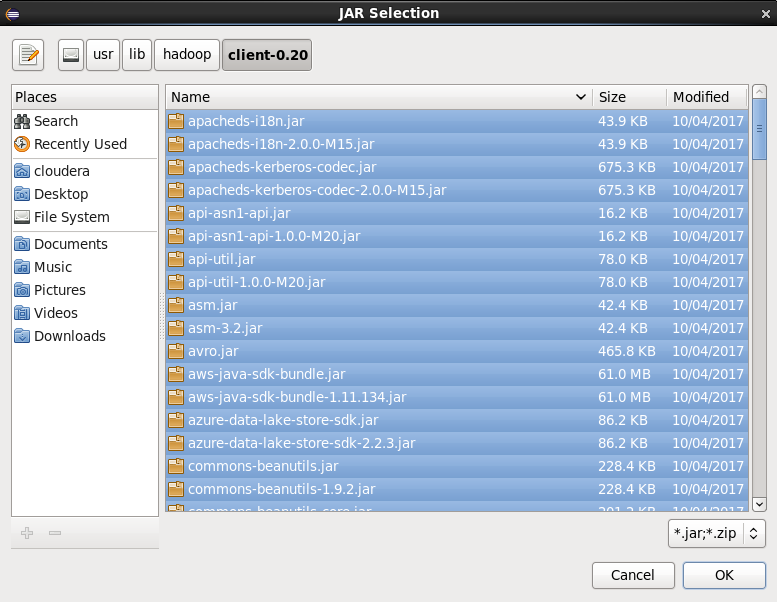 JAR Selection
usr lib hadoop client-0.20
Places
Search
Recently Used
cloudera
Desktop
File System
Documents
Music
Pictures
Videos
Downloads
Name Size Modified
apacheds-i18n.jar 43.9 KB 10/04/2017
apacheds-i18n-2.0.0-M15.jar 43.9 KB 10/04/2017
apacheds-kerberos-codec.jar 675.3 KB 10/04/2017
apacheds-kerberos-codec-2.0.0-M15.jar 675.3 KB 10/04/2017
api-asn1-api.jar 16.2 KB 10/04/2017
api-asn1-api-1.0.0-M20.jar 16.2 KB 10/04/2017
api-util.jar 78.0 KB 10/04/2017
api-util-1.0.0-M20.jar 78.0 KB 10/04/2017
asm.jar 42.4 KB 10/04/2017
asm-3.2.jar 42.4 KB 10/04/2017
avro.jar 465.8 KB 10/04/2017
aws-java-sdk-bundle.jar 61.0 MB 10/04/2017
aws-java-sdk-bundle-1.11.134.jar 61.0 MB 10/04/2017
azure-data-lake-store-sdk.jar 86.2 KB 10/04/2017
azure-data-lake-store-sdk-2.2.3.jar 86.2 KB 10/04/2017
commons-beanutils.jar 228.4 KB 10/04/2017
commons-beanutils-1.9.2.jar 228.4 KB 10/04/2017
commons-beanutils-core.jar 201.2 KB 10/04/2017
*.jar;*.zip
Cancel OK